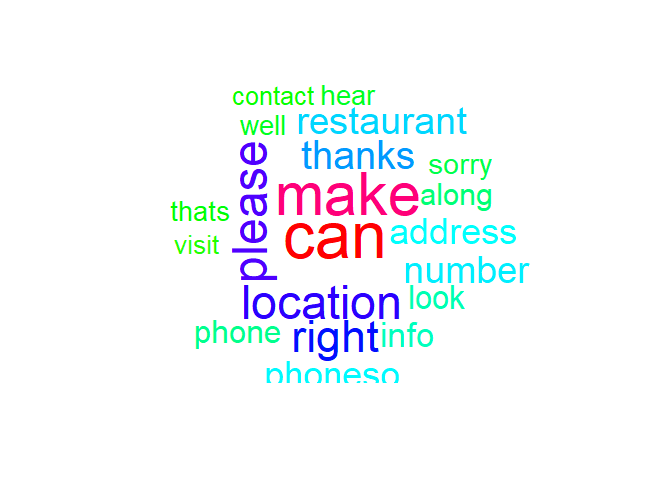 contact hear
well restaurant
thanks
sorry
please
make along
thats
can address
visit
number
location look
phone right info
phoneso